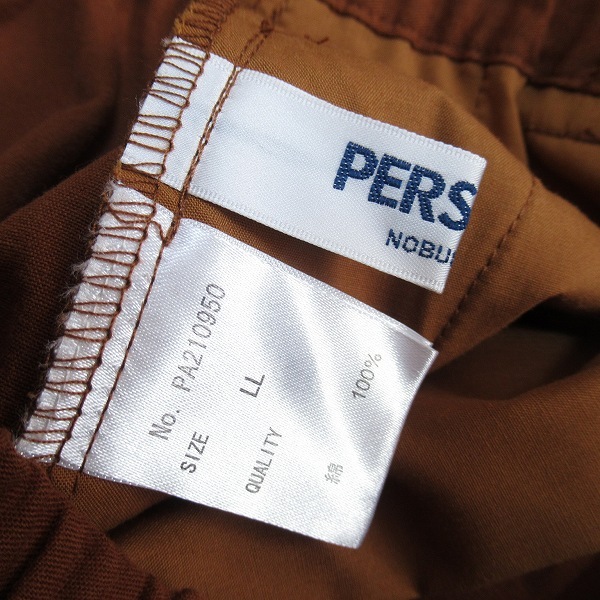 PERS
NOBU
No. PA210950
SIZE LL
QUALITY 100%
綿